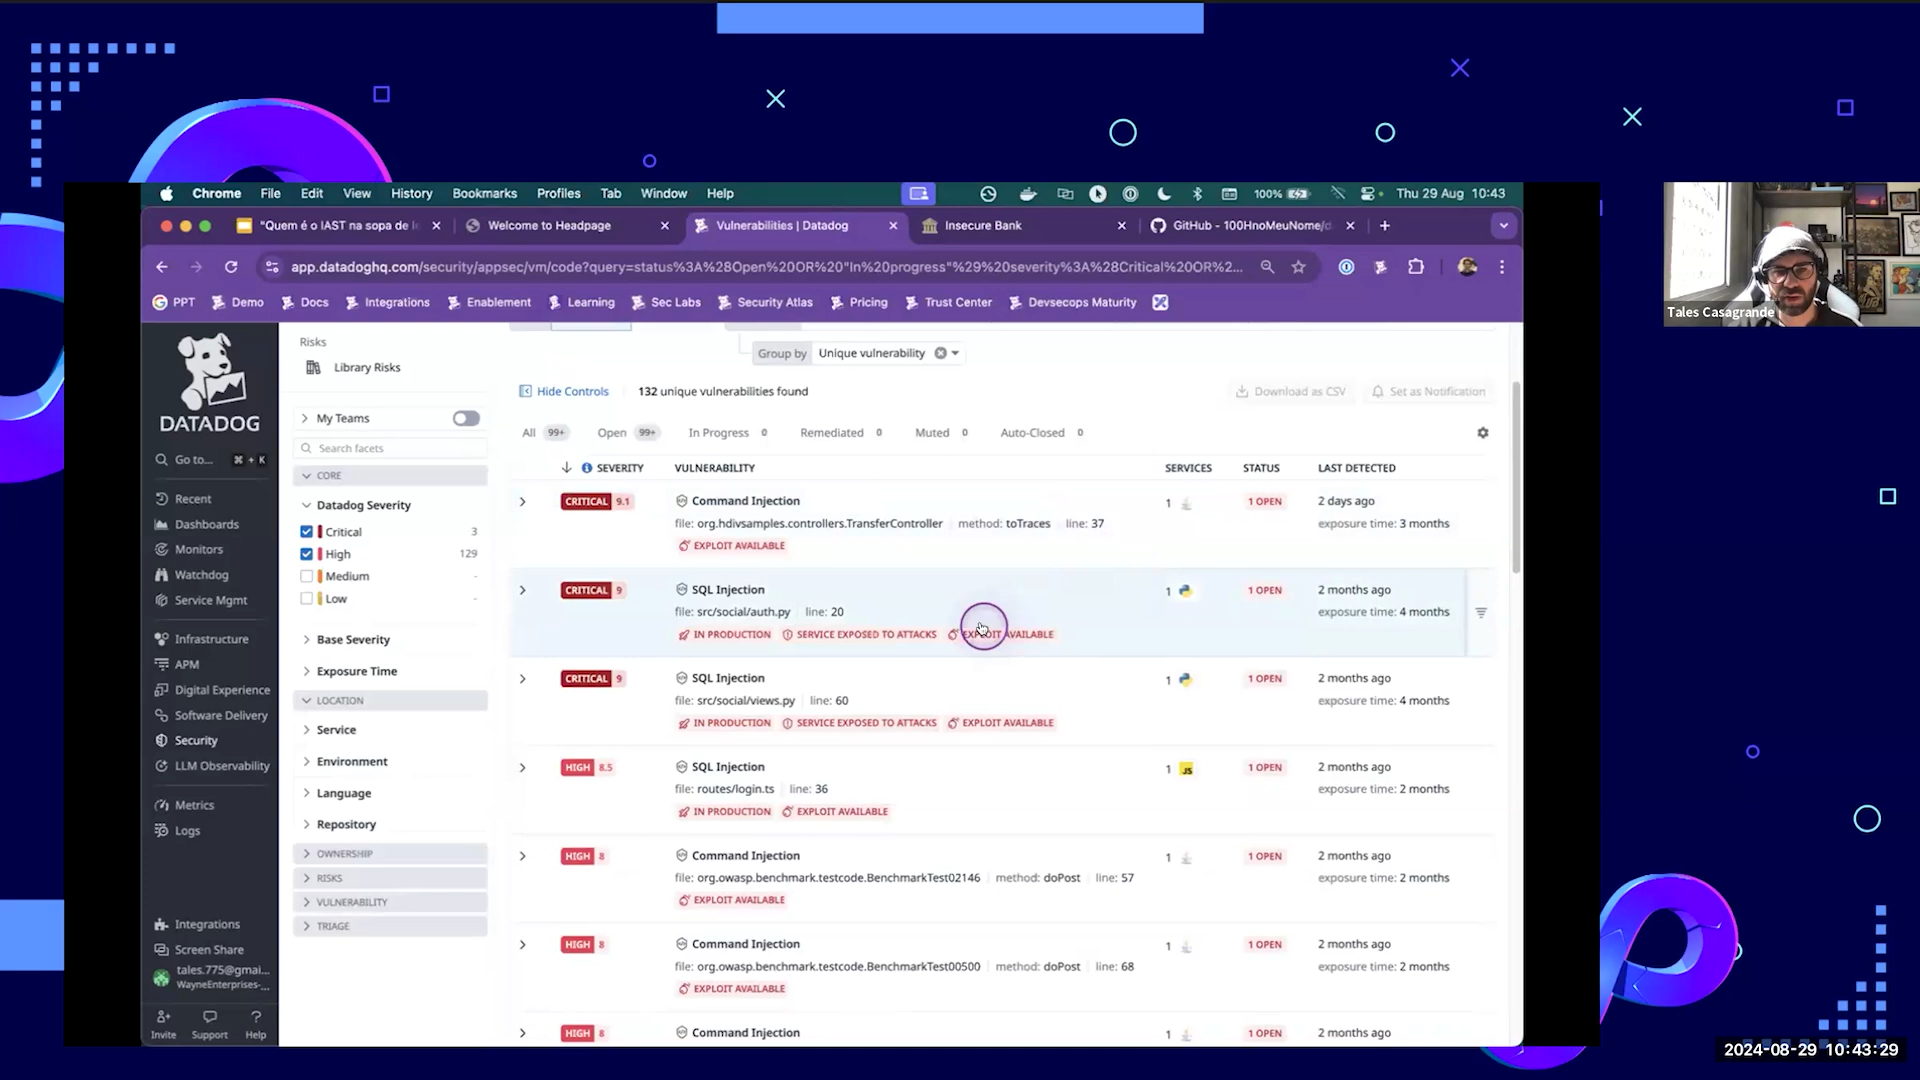 Chrome File Edit View History Bookmarks Profiles Tab Window Help 100% Thu 29 Aug 10:43
"Quem é o IAST na sopa de le Welcome to Headpage Vulnerabilities | Datadog Insecure Bank GitHub - 100HnoMeuNome/d
app.datadoghq.com/security/appsec/vm/code?query=status%3A%28Open%20OR%20"In%20progress"%29%20severity%3A%28Critical%20OR%2...
PPT Demo Docs Integrations Enablement Learning Sec Labs Security Atlas Pricing Trust Center Devsecops Maturity
Tales Casagrande
DATADOG
Go to... ⌘ + K
Recent
Dashboards
Monitors
Watchdog
Service Mgmt
Infrastructure
APM
Digital Experience
Software Delivery
Security
LLM Observability
Metrics
Logs
Integrations
Screen Share
tales.775@gmai...
WayneEnterprises-...
Invite Support Help
Risks
Library Risks
My Teams
Search facets
CORE
Datadog Severity
Critical 3
High 129
Medium -
Low -
Base Severity
Exposure Time
LOCATION
Service
Environment
Language
Repository
OWNERSHIP
RISKS
VULNERABILITY
TRIAGE
Group by Unique vulnerability
Hide Controls 132 unique vulnerabilities found Download as CSV Set as Notification
All 99+ Open 99+ In Progress 0 Remediated 0 Muted 0 Auto-Closed 0
SEVERITY VULNERABILITY SERVICES STATUS LAST DETECTED
CRITICAL 9.1 Command Injection 1 1 OPEN 2 days ago
file: org.hdivsamples.controllers.TransferController method: toTraces line: 37 exposure time: 3 months
EXPLOIT AVAILABLE
CRITICAL 9 SQL Injection 1 1 OPEN 2 months ago
file: src/social/auth.py line: 20 exposure time: 4 months
IN PRODUCTION SERVICE EXPOSED TO ATTACKS EXPLOIT AVAILABLE
CRITICAL 9 SQL Injection 1 1 OPEN 2 months ago
file: src/social/views.py line: 60 exposure time: 4 months
IN PRODUCTION SERVICE EXPOSED TO ATTACKS EXPLOIT AVAILABLE
HIGH 8.5 SQL Injection 1 JS 1 OPEN 2 months ago
file: routes/login.ts line: 36 exposure time: 2 months
IN PRODUCTION EXPLOIT AVAILABLE
HIGH 8 Command Injection 1 1 OPEN 2 months ago
file: org.owasp.benchmark.testcode.BenchmarkTest02146 method: doPost line: 57 exposure time: 2 months
EXPLOIT AVAILABLE
HIGH 8 Command Injection 1 1 OPEN 2 months ago
file: org.owasp.benchmark.testcode.BenchmarkTest00500 method: doPost line: 68 exposure time: 2 months
EXPLOIT AVAILABLE
HIGH 8 Command Injection 1 1 OPEN 2 months ago
2024-08-29 10:43:29